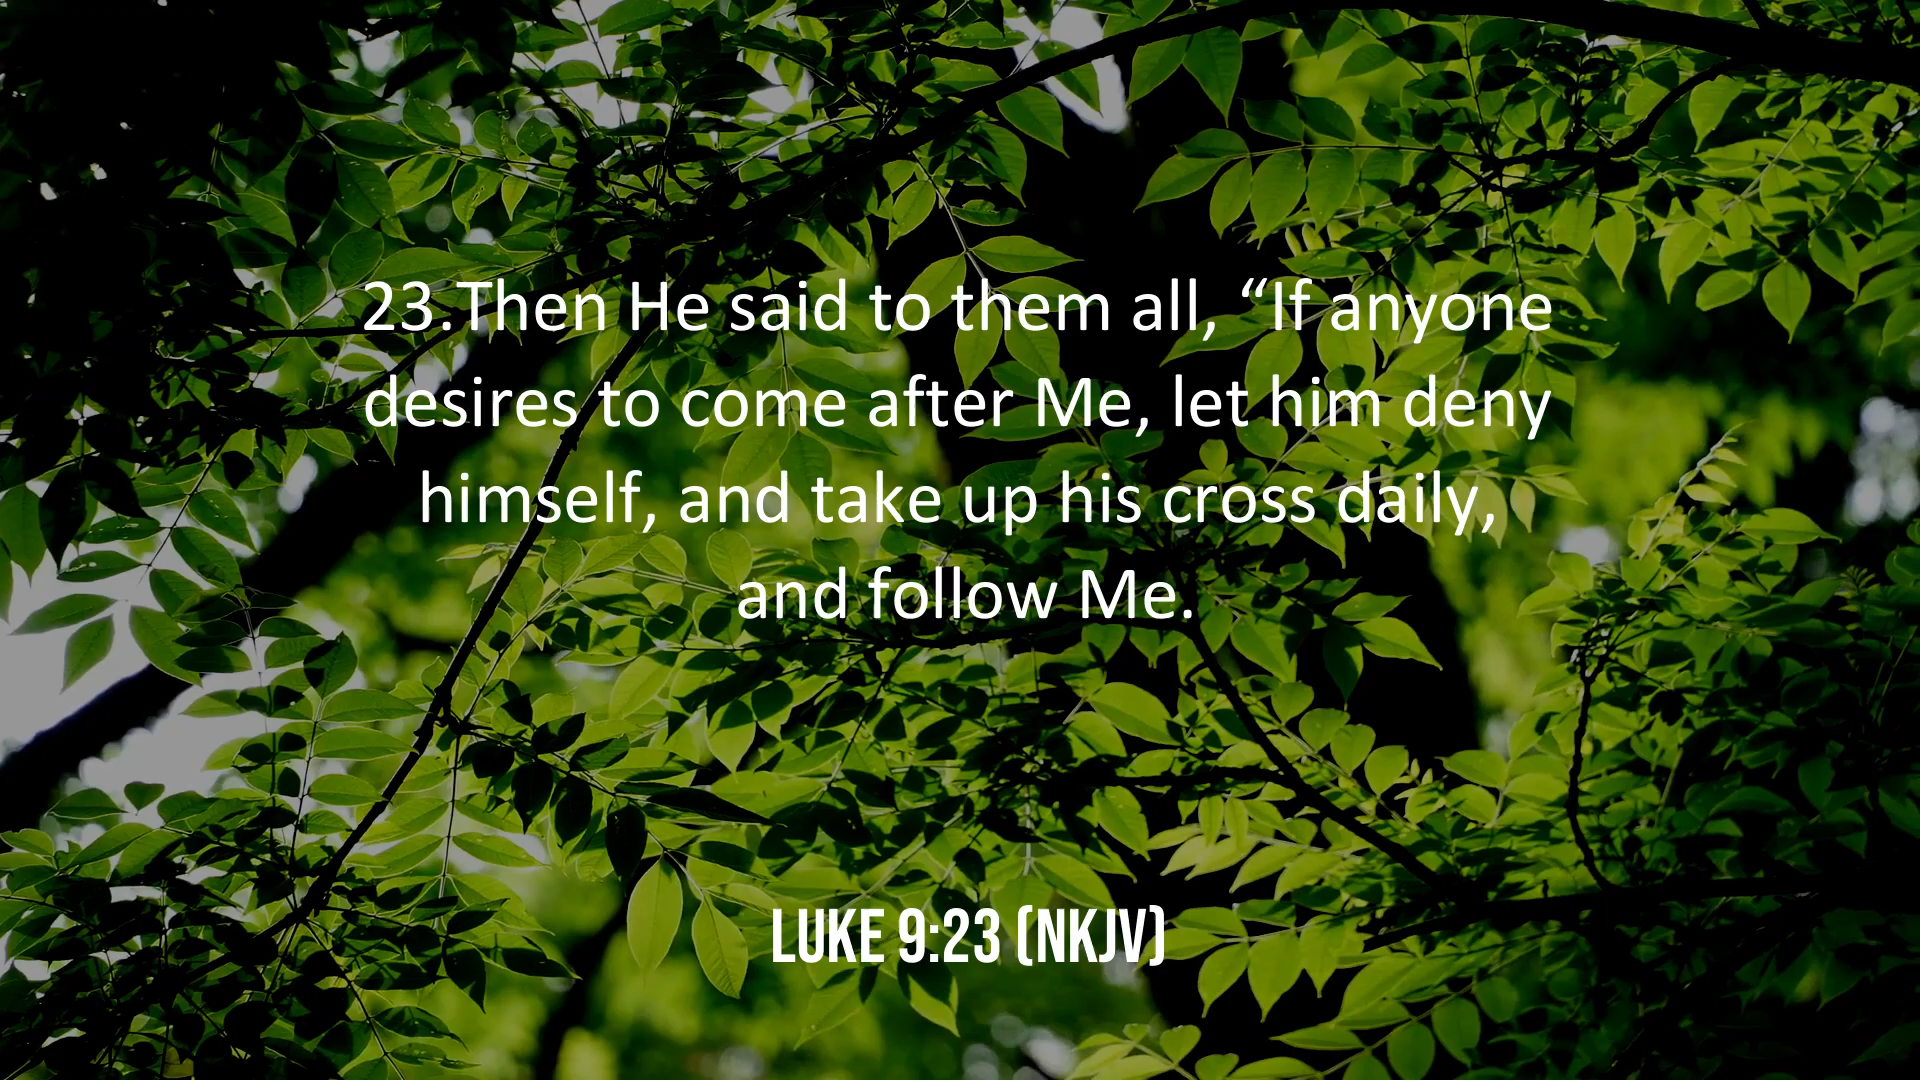 23.Then He said to them all, “If anyone
desires to come after Me, let him deny
himself, and take up his cross daily,
and follow Me.
LUKE 9:23 (NKJV)